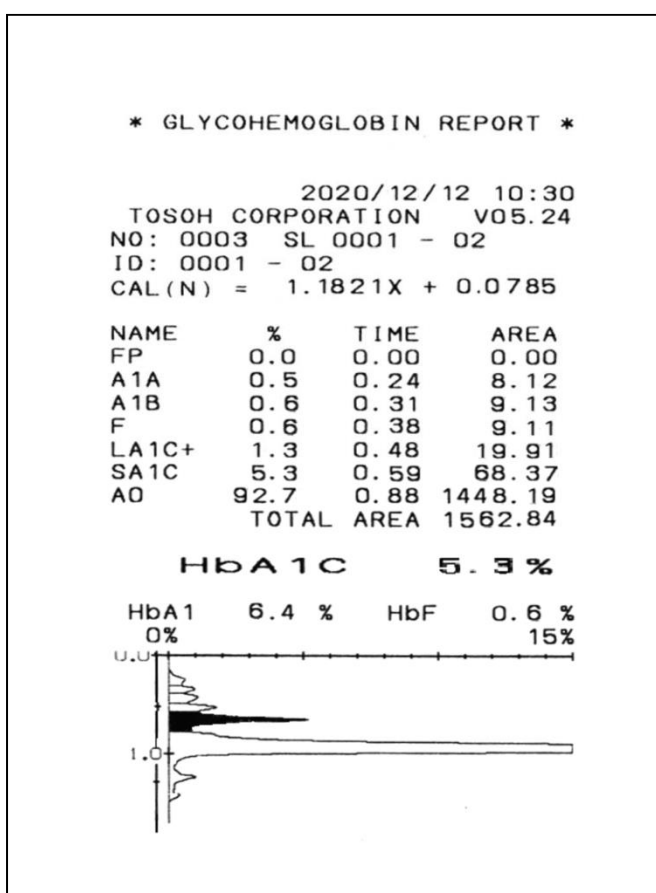 * GLYCOHEMOGLOBIN REPORT *
2020/12/12 10:30
TOSOH CORPORATION V05.24
NO: 0003 SL 0001 - 02
ID: 0001 - 02
CAL(N) = 1.1821X + 0.0785
NAME % TIME AREA
FP 0.0 0.00 0.00
A1A 0.5 0.24 8.12
A1B 0.6 0.31 9.13
F 0.6 0.38 9.11
LA1C+ 1.3 0.48 19.91
SA1C 5.3 0.59 68.37
A0 92.7 0.88 1448.19
TOTAL AREA 1562.84
HbA1C 5.3%
HbA1 6.4 % HbF 0.6 %
0% 15%
0.0
1.0